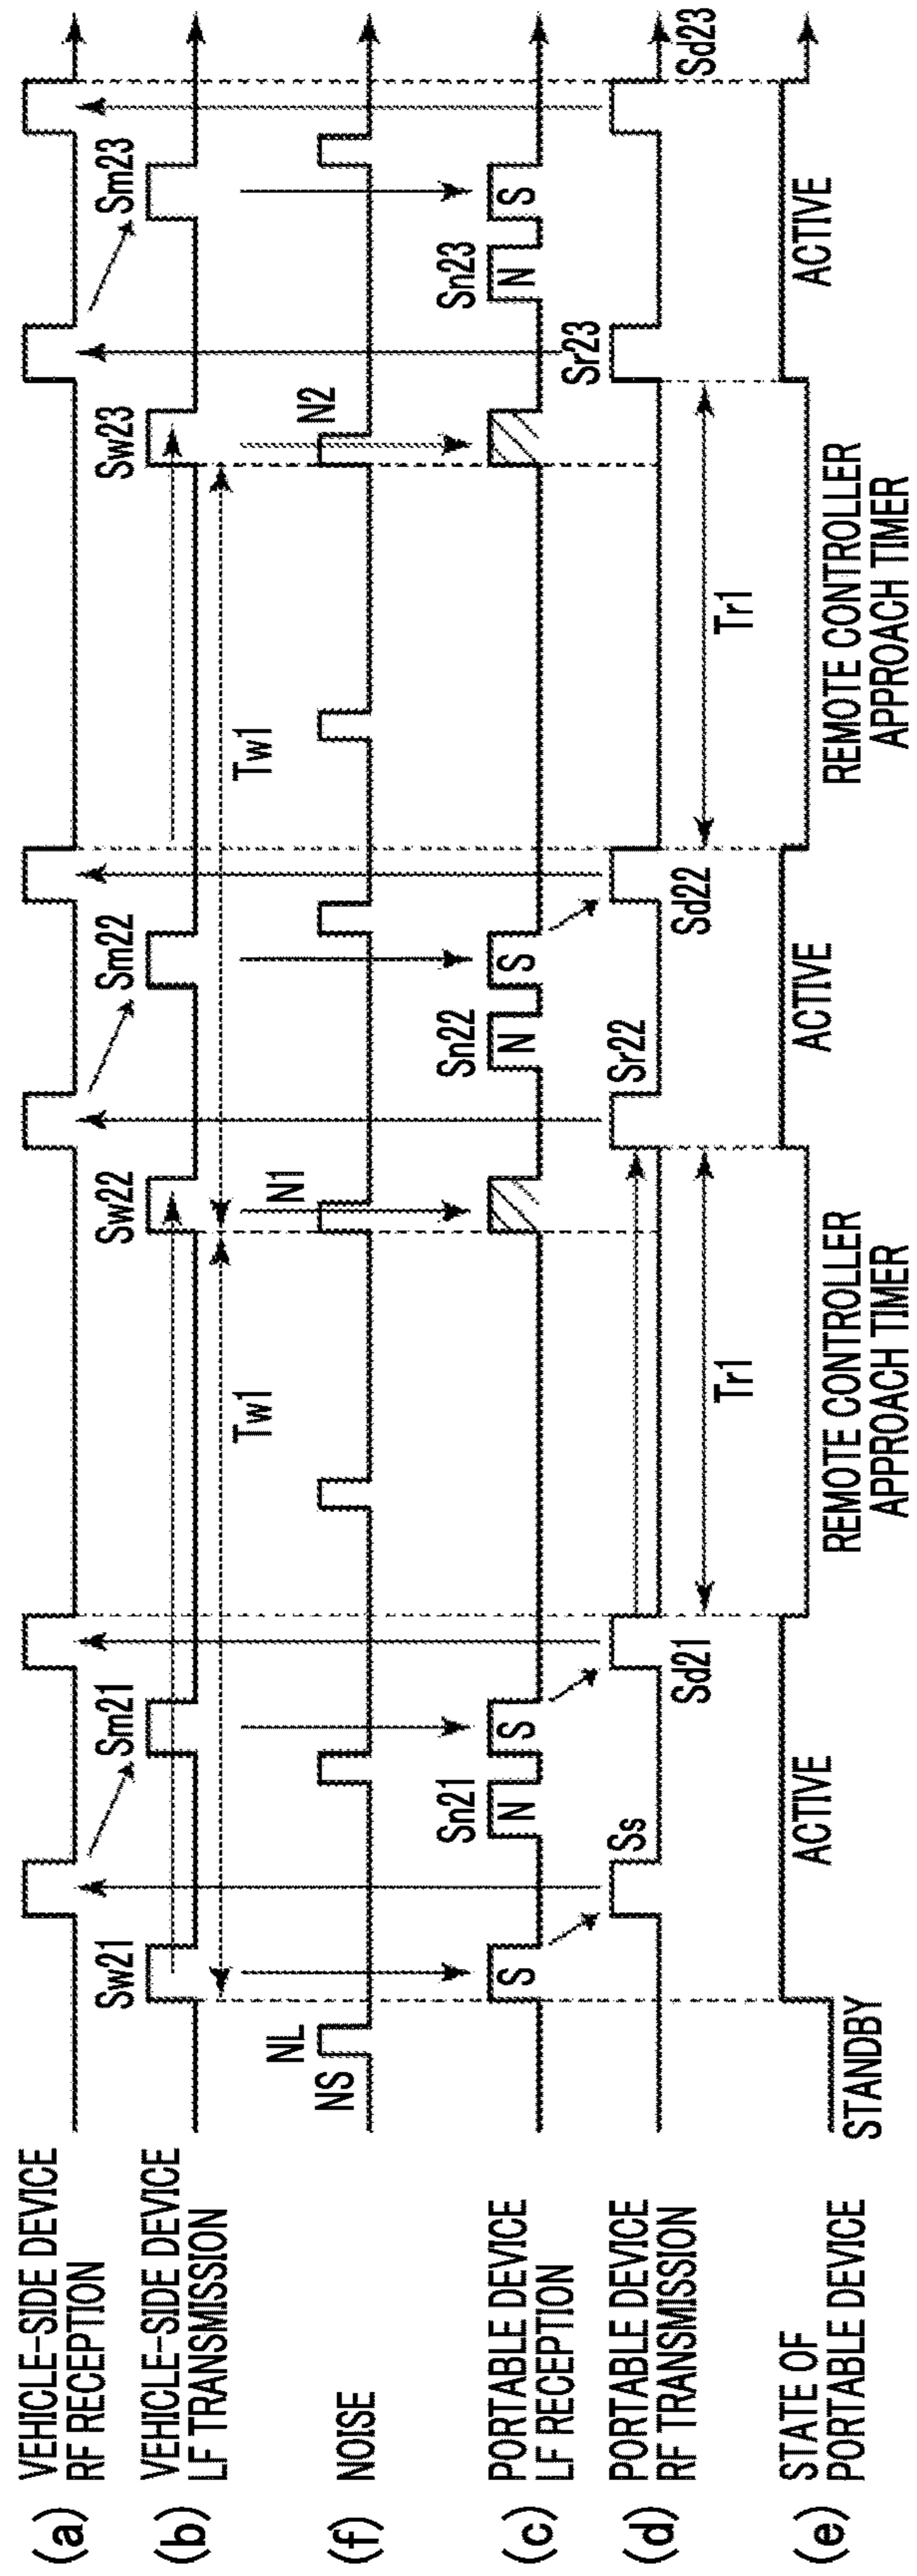 (a) VEHICLE-SIDE DEVICE
RF RECEPTION
(b) VEHICLE-SIDE DEVICE
LF TRANSMISSION
Sw21
Sm21
Sw22
Sm22
Sw23
Sm23
Tw1
Tw1
(f) NOISE
NS
NL
N1
N2
(c) PORTABLE DEVICE
LF RECEPTION
S
Sn21
N
S
Sn22
N
S
Sn23
N
S
(d) PORTABLE DEVICE
RF TRANSMISSION
Ss
Sd21
Sr22
Sd22
Sr23
Sd23
Tr1
Tr1
(e) STATE OF
PORTABLE DEVICE
STANDBY
ACTIVE
REMOTE CONTROLLER
APPROACH TIMER
ACTIVE
REMOTE CONTROLLER
APPROACH TIMER
ACTIVE